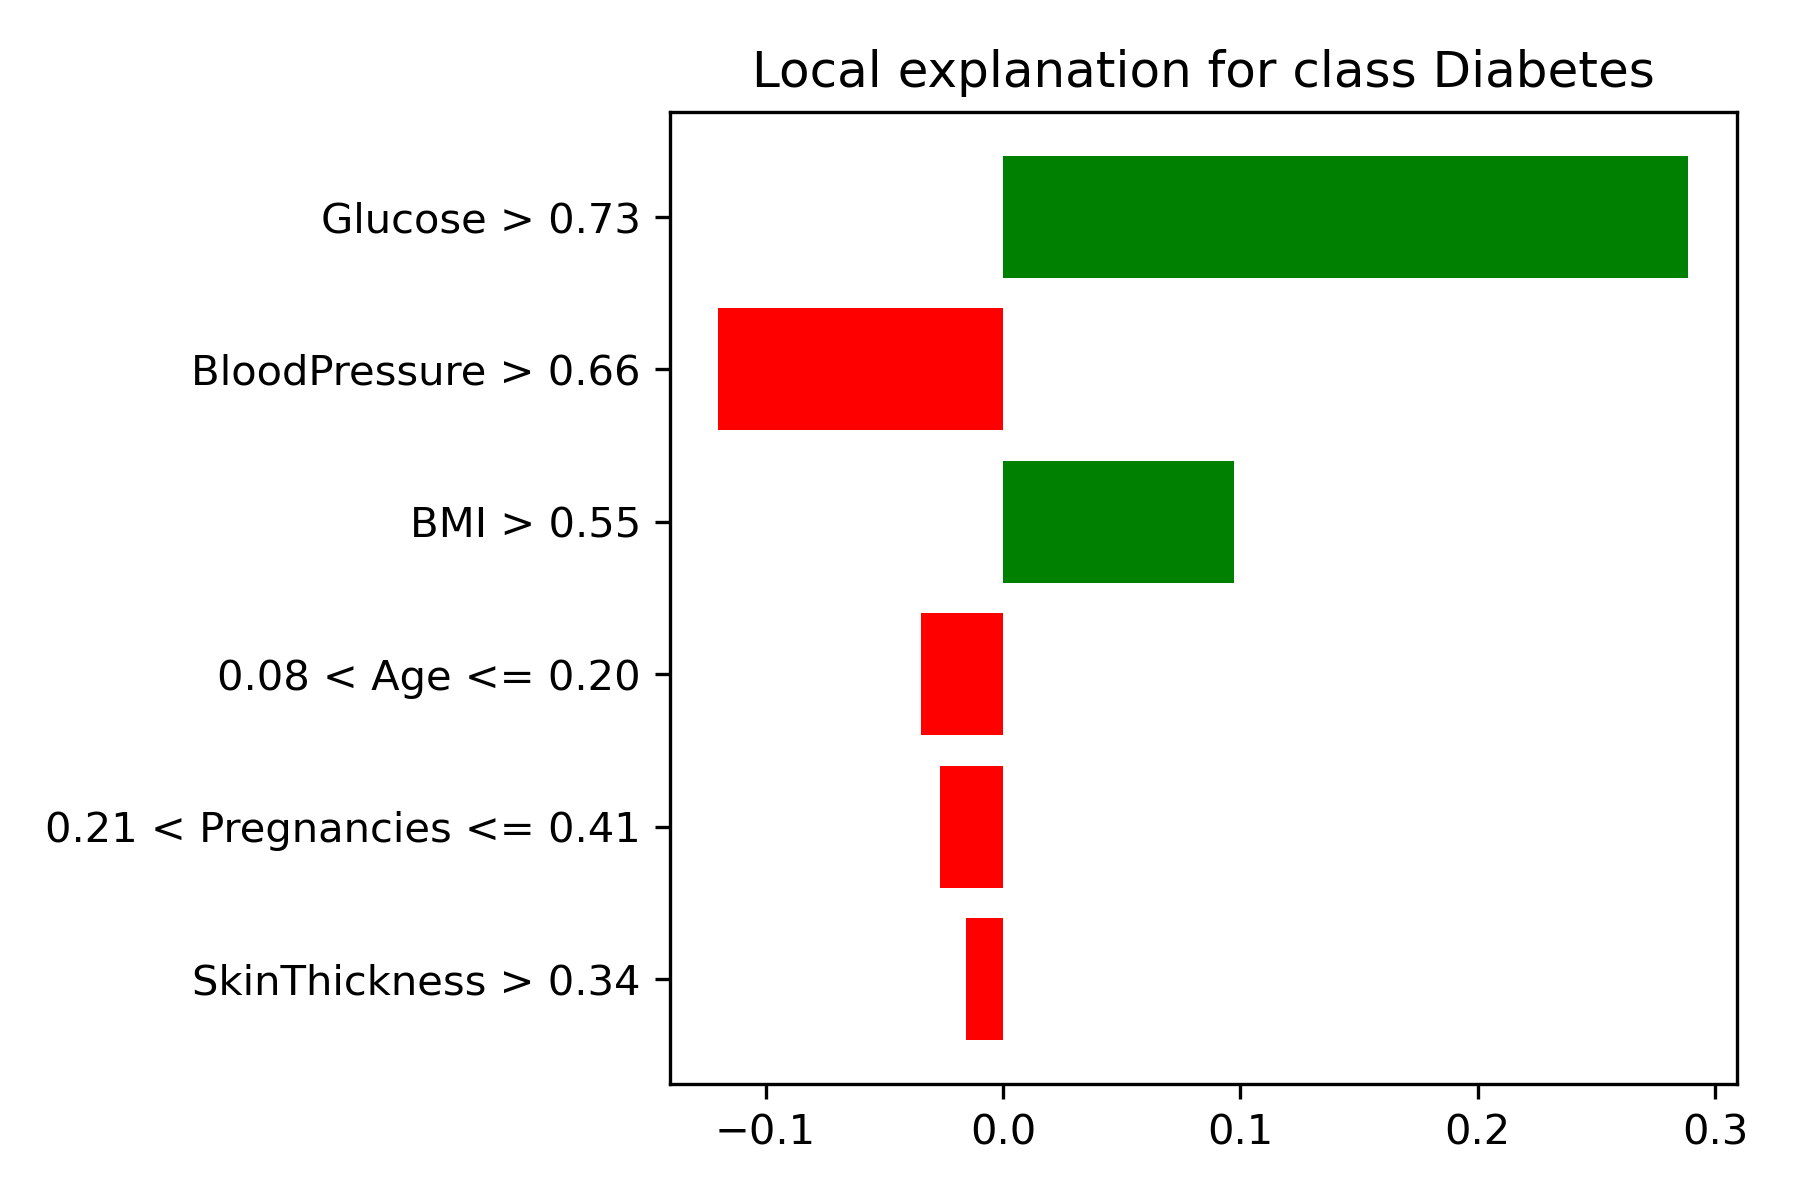 Local explanation for class Diabetes
Glucose > 0.73
BloodPressure > 0.66
BMI > 0.55
0.08 < Age <= 0.20
0.21 < Pregnancies <= 0.41
SkinThickness > 0.34
−0.1 0.0 0.1 0.2 0.3